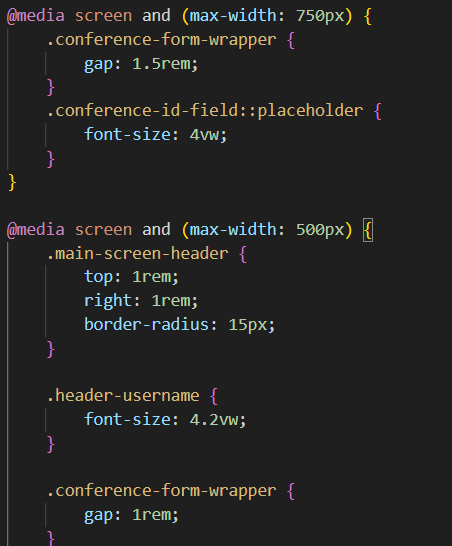 @media screen and (max-width: 750px) {
    .conference-form-wrapper {
        gap: 1.5rem;
    }
    .conference-id-field::placeholder {
        font-size: 4vw;
    }
}

@media screen and (max-width: 500px) {
    .main-screen-header {
        top: 1rem;
        right: 1rem;
        border-radius: 15px;
    }

    .header-username {
        font-size: 4.2vw;
    }

    .conference-form-wrapper {
        gap: 1rem;
    }